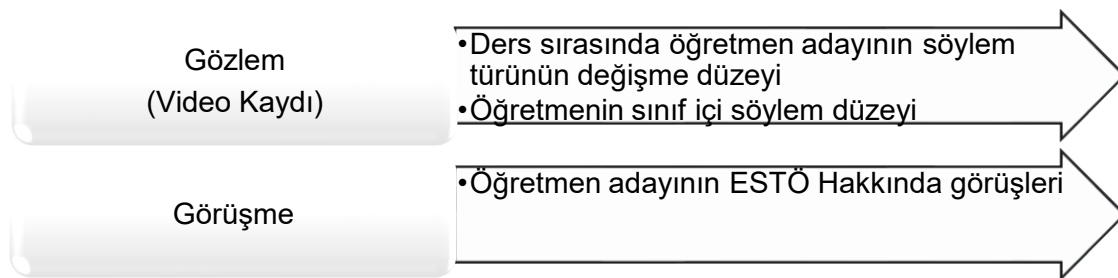 Gözlem
(Video Kaydı)
•Ders sırasında öğretmen adayının söylem
türünün değişme düzeyi
•Öğretmenin sınıf içi söylem düzeyi
Görüşme
•Öğretmen adayının ESTÖ Hakkında görüşleri